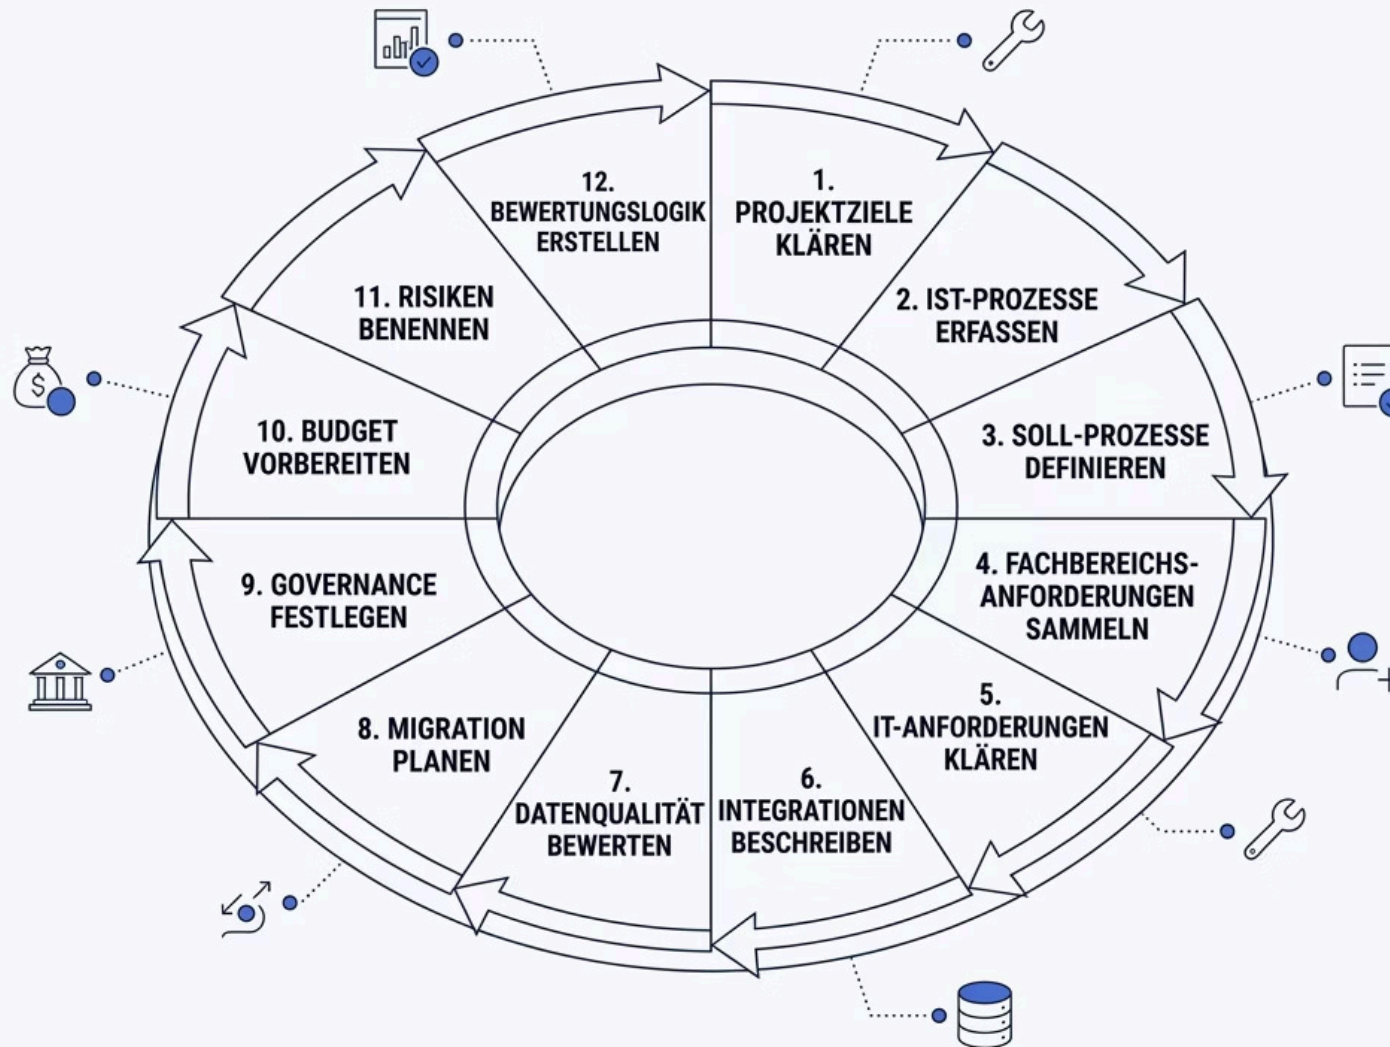 1.
PROJEKTZIELE
KLÄREN
2. IST-PROZESSE
ERFASSEN
3. SOLL-PROZESSE
DEFINIEREN
4. FACHBEREICHS-
ANFORDERUNGEN
SAMMELN
5.
IT-ANFORDERUNGEN
KLÄREN
6.
INTEGRATIONEN
BESCHREIBEN
7.
DATENQUALITÄT
BEWERTEN
8. MIGRATION
PLANEN
9. GOVERNANCE
FESTLEGEN
10. BUDGET
VORBEREITEN
11. RISIKEN
BENENNEN
12.
BEWERTUNGSLOGIK
ERSTELLEN
$